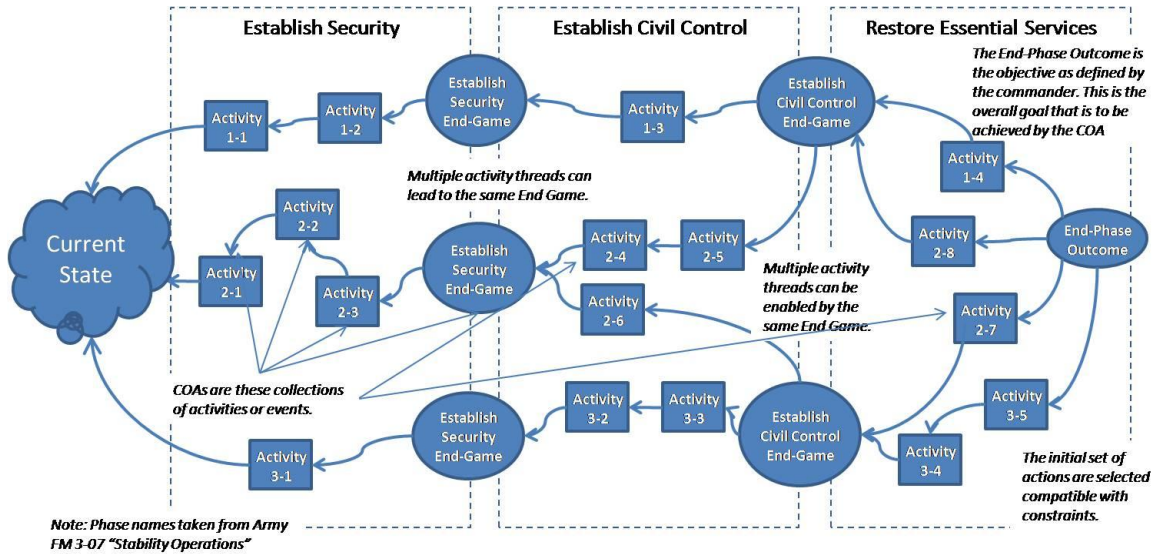 Establish Security
Establish Civil Control
Restore Essential Services
The End-Phase Outcome is
the objective as defined by
the commander. This is the
overall goal that is to be
achieved by the COA
Establish
Security
End-Game
Establish
Civil Control
End-Game
Activity
1-1
Activity
1-2
Activity
1-3
Activity
1-4
Multiple activity threads can
lead to the same End Game.
Current
State
Activity
2-1
Activity
2-2
Activity
2-3
Establish
Security
End-Game
Activity
2-4
Activity
2-5
Activity
2-6
Multiple activity
threads can be
enabled by the
same End Game.
Activity
2-8
End-Phase
Outcome
Activity
2-7
COAs are these collections
of activities or events.
Activity
3-1
Establish
Security
End-Game
Activity
3-2
Activity
3-3
Establish
Civil Control
End-Game
Activity
3-4
Activity
3-5
The initial set of
actions are selected
compatible with
constraints.
Note: Phase names taken from Army
FM 3-07 “Stability Operations”